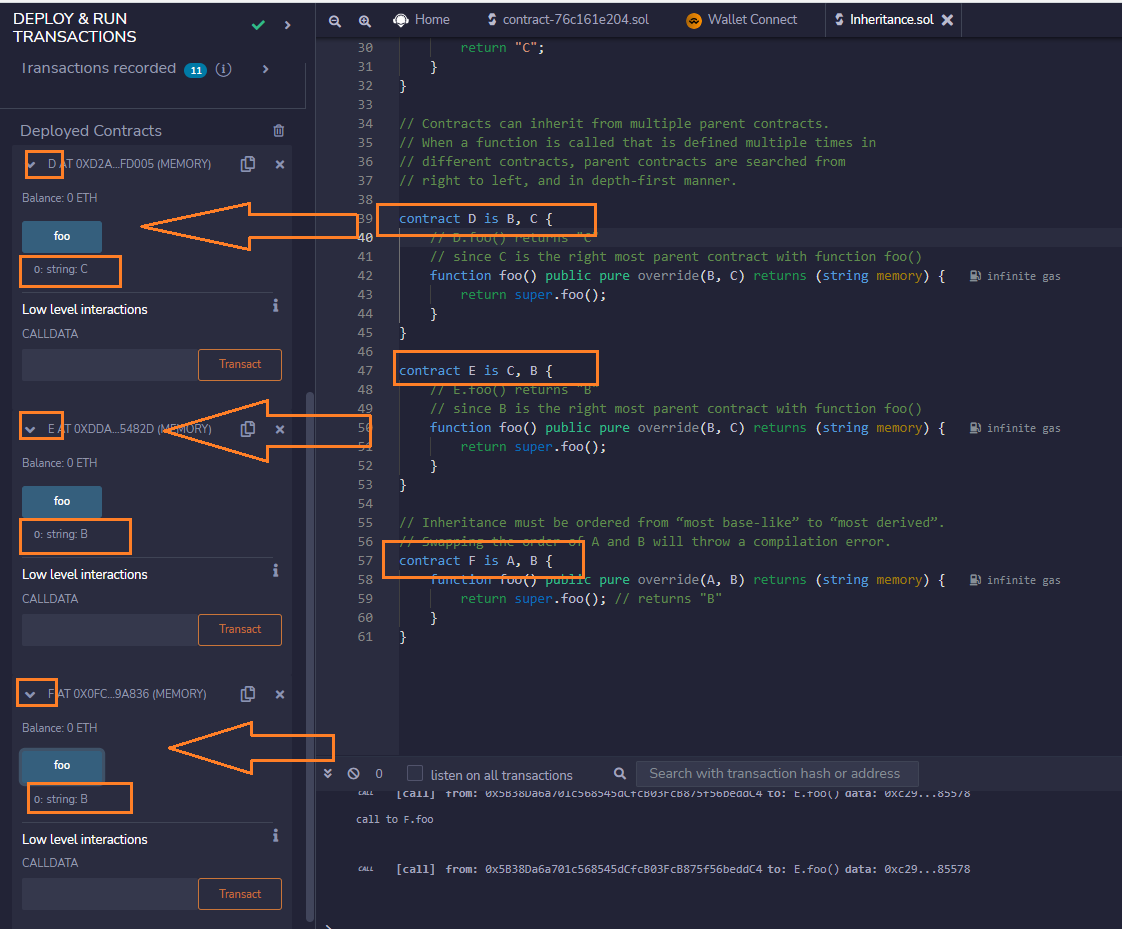 DEPLOY & RUN
TRANSACTIONS
Transactions recorded 11
Deployed Contracts
D AT 0XD2A...FD005 (MEMORY)
Balance: 0 ETH
foo
0: string: C
Low level interactions
CALLDATA
Transact
E AT 0XDDA...5482D (MEMORY)
Balance: 0 ETH
foo
0: string: B
Low level interactions
CALLDATA
Transact
F AT 0X0FC...9A836 (MEMORY)
Balance: 0 ETH
foo
0: string: B
Low level interactions
CALLDATA
Transact
Home contract-76c161e204.sol Wallet Connect Inheritance.sol
30 return "C";
31 }
32 }
33
34 // Contracts can inherit from multiple parent contracts.
35 // When a function is called that is defined multiple times in
36 // different contracts, parent contracts are searched from
37 // right to left, and in depth-first manner.
38
39 contract D is B, C {
40 // D.foo() returns "C"
41 // since C is the right most parent contract with function foo()
42 function foo() public pure override(B, C) returns (string memory) { infinite gas
43 return super.foo();
44 }
45 }
46
47 contract E is C, B {
48 // E.foo() returns "B"
49 // since B is the right most parent contract with function foo()
50 function foo() public pure override(B, C) returns (string memory) { infinite gas
51 return super.foo();
52 }
53 }
54
55 // Inheritance must be ordered from “most base-like” to “most derived”.
56 // Swapping the order of A and B will throw a compilation error.
57 contract F is A, B {
58 function foo() public pure override(A, B) returns (string memory) { infinite gas
59 return super.foo(); // returns "B"
60 }
61 }
0 listen on all transactions Search with transaction hash or address
CALL [call] from: 0x5B38Da6a701c568545dCfcB03FcB875f56beddC4 to: E.foo() data: 0xc29...85578
call to F.foo
CALL [call] from: 0x5B38Da6a701c568545dCfcB03FcB875f56beddC4 to: E.foo() data: 0xc29...85578